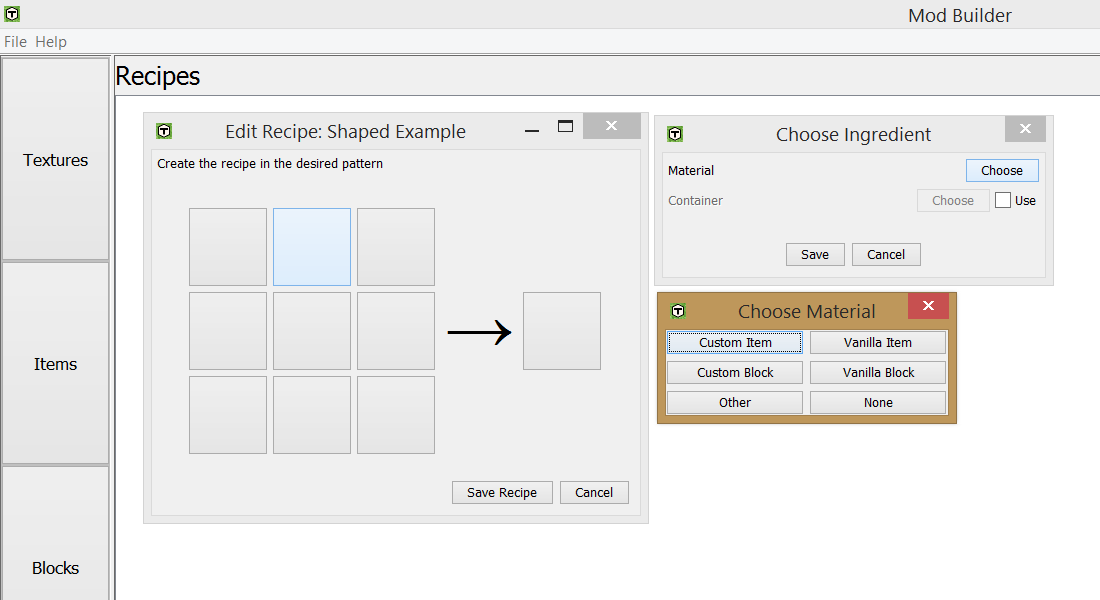 Mod Builder
File Help
Recipes
Textures
Items
Blocks
Edit Recipe: Shaped Example
Create the recipe in the desired pattern
Save Recipe Cancel
Choose Ingredient
Material Choose
Container Choose Use
Save Cancel
Choose Material
Custom Item Vanilla Item
Custom Block Vanilla Block
Other None